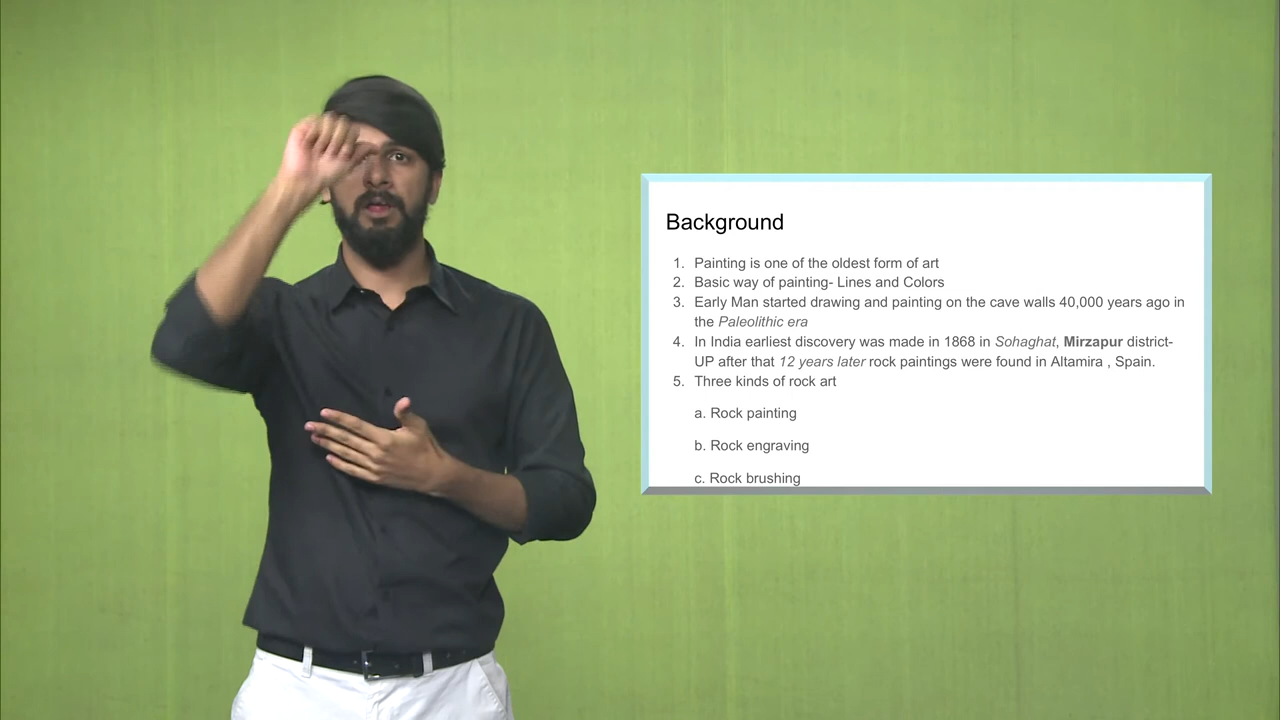 Background
1. Painting is one of the oldest form of art
2. Basic way of painting- Lines and Colors
3. Early Man started drawing and painting on the cave walls 40,000 years ago in
the Paleolithic era
4. In India earliest discovery was made in 1868 in Sohaghat, Mirzapur district-
UP after that 12 years later rock paintings were found in Altamira , Spain.
5. Three kinds of rock art
a. Rock painting
b. Rock engraving
c. Rock brushing